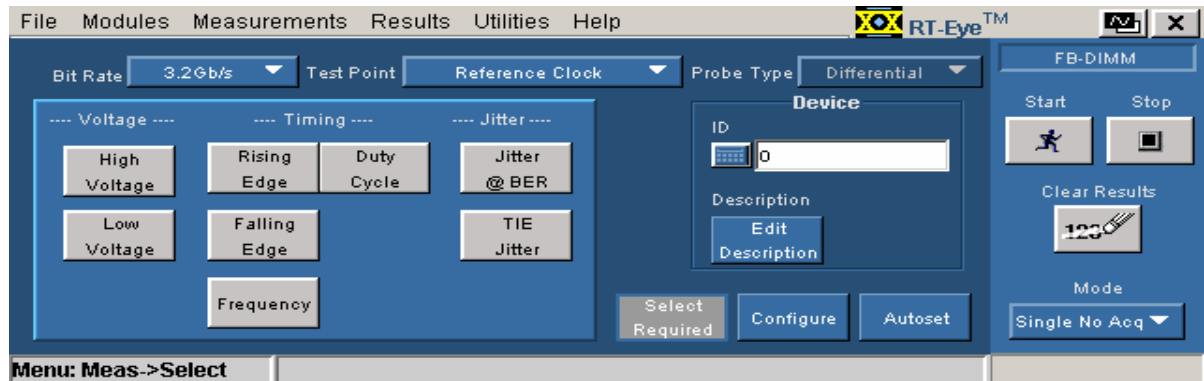 File Modules Measurements Results Utilities Help XOX RT-Eye™
FB-DIMM
Bit Rate 3.2Gb/s Test Point Reference Clock Probe Type Differential
---- Voltage ---- ---- Timing ---- ---- Jitter ----
High Voltage
Rising Edge
Duty Cycle
Jitter @ BER
Low Voltage
Falling Edge
TIE Jitter
Frequency
Device
ID
0
Description
Edit Description
Select Required
Configure
Autoset
Start Stop
Clear Results
123
Mode
Single No Acq
Menu: Meas->Select